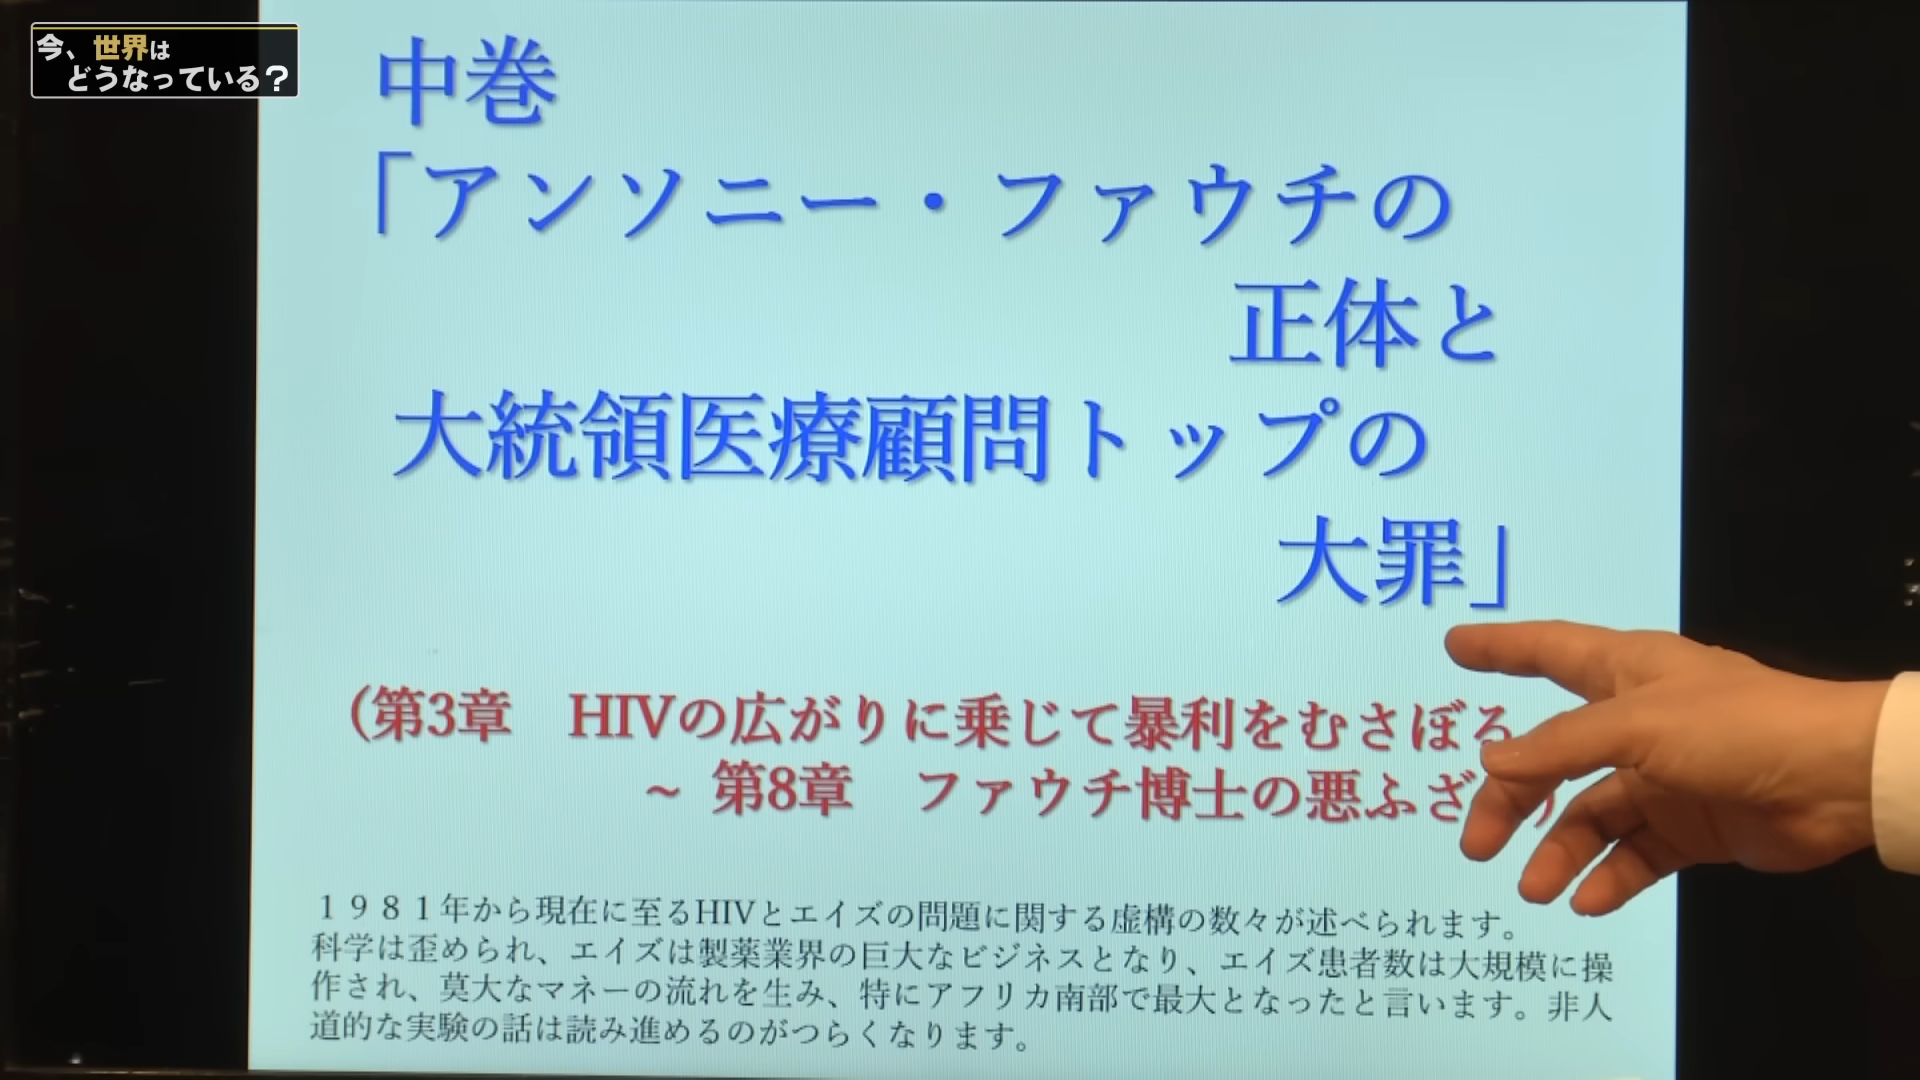 今、世界は
どうなっている？
中巻
「アンソニー・ファウチの
正体と
大統領医療顧問トップの
大罪」
（第3章　HIVの広がりに乗じて暴利をむさぼる
～ 第8章　ファウチ博士の悪ふざ
１９８１年から現在に至るHIVとエイズの問題に関する虚構の数々が述べられます。
科学は歪められ、エイズは製薬業界の巨大なビジネスとなり、エイズ患者数は大規模に操
作され、莫大なマネーの流れを生み、特にアフリカ南部で最大となったと言います。非人
道的な実験の話は読み進めるのがつらくなります。